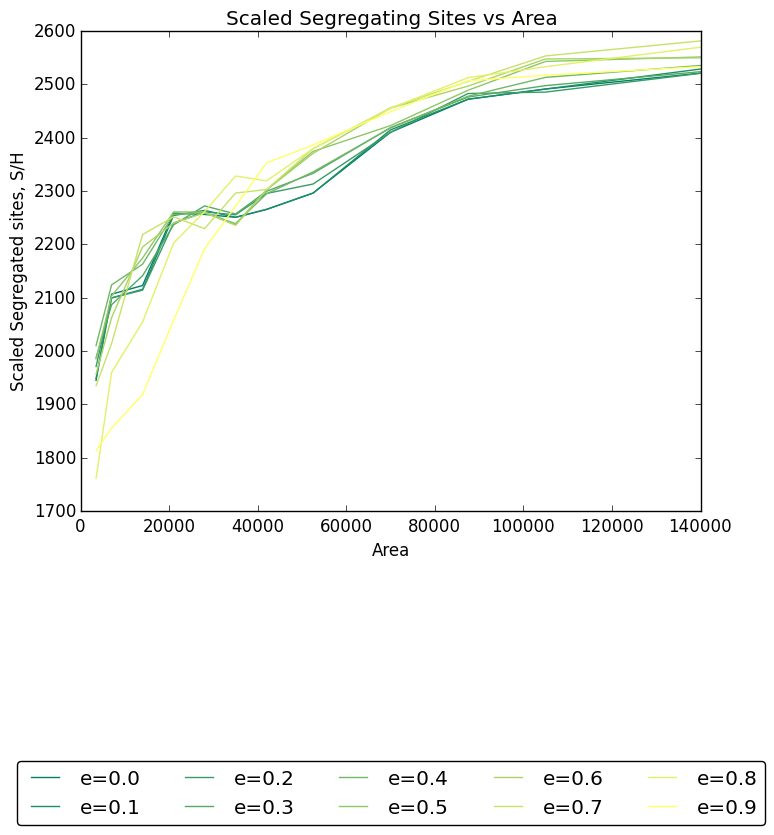 Scaled Segregating Sites vs Area
Scaled Segregated sites, S/H
2600
2500
2400
2300
2200
2100
2000
1900
1800
1700
0 20000 40000 60000 80000 100000 120000 140000
Area
e=0.0 e=0.2 e=0.4 e=0.6 e=0.8
e=0.1 e=0.3 e=0.5 e=0.7 e=0.9